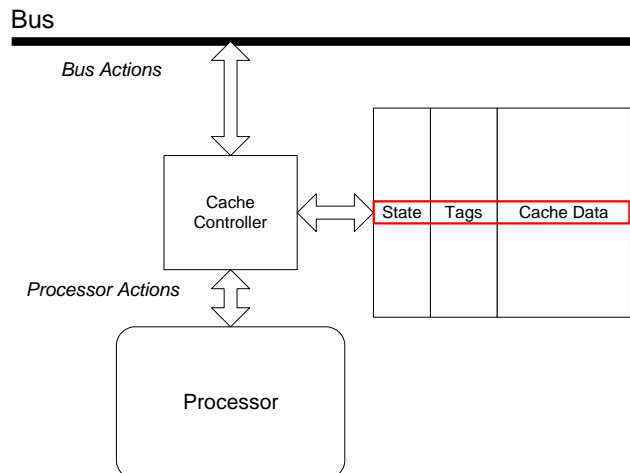 Bus
Bus Actions
Cache
Controller
State Tags Cache Data
Processor Actions
Processor